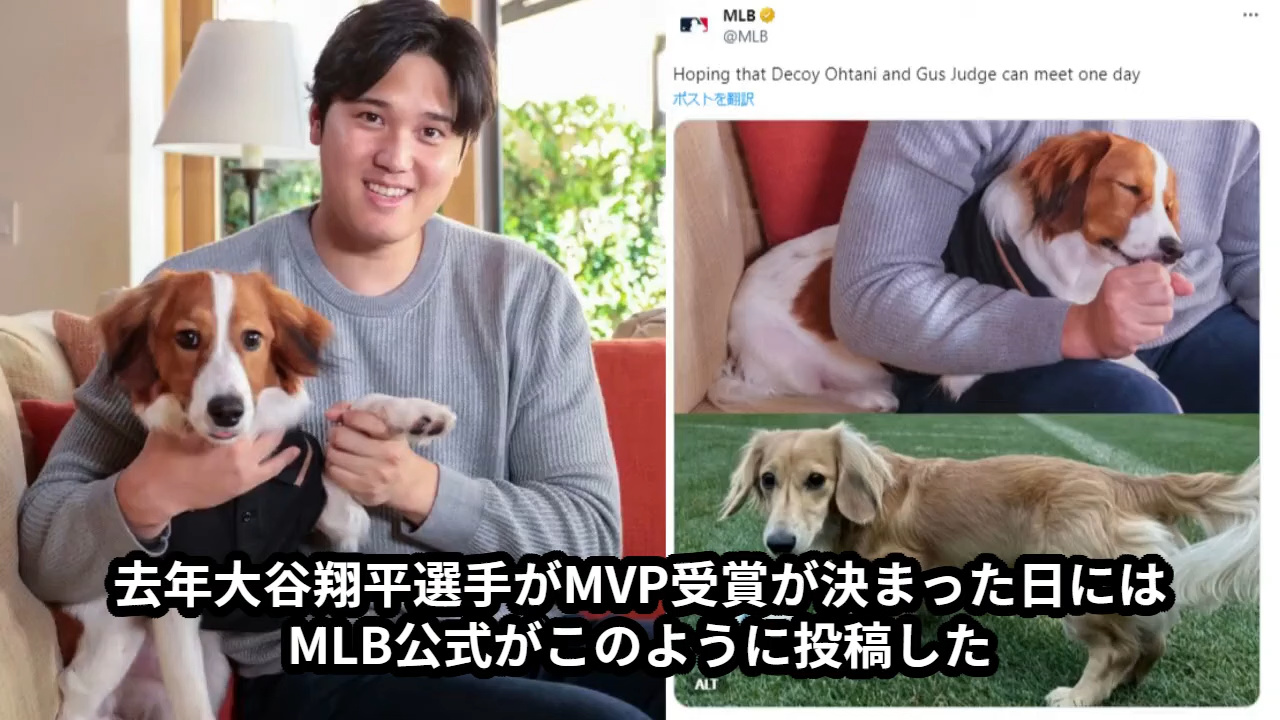 MLB
@MLB
Hoping that Decoy Ohtani and Gus Judge can meet one day
ポストを翻訳
去年大谷翔平選手がMVP受賞が決まった日には
MLB公式がこのように投稿した
ALT